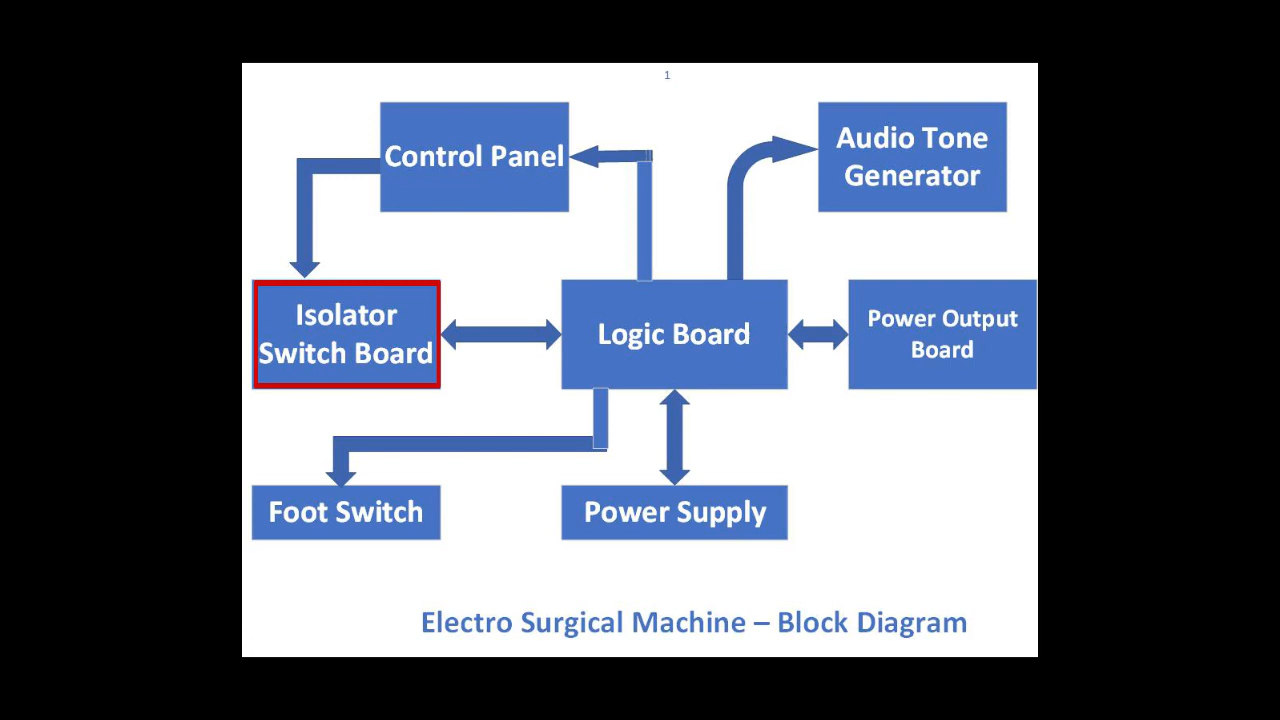 1
Control Panel
Audio Tone
Generator
Isolator
Switch Board
Logic Board
Power Output
Board
Foot Switch
Power Supply
Electro Surgical Machine – Block Diagram